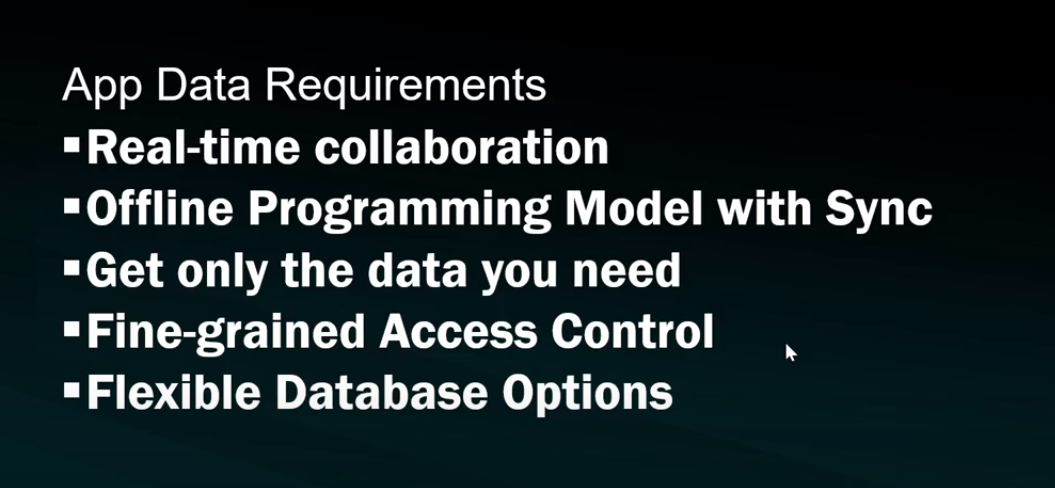 App Data Requirements
▪Real-time collaboration
▪Offline Programming Model with Sync
▪Get only the data you need
▪Fine-grained Access Control
▪Flexible Database Options